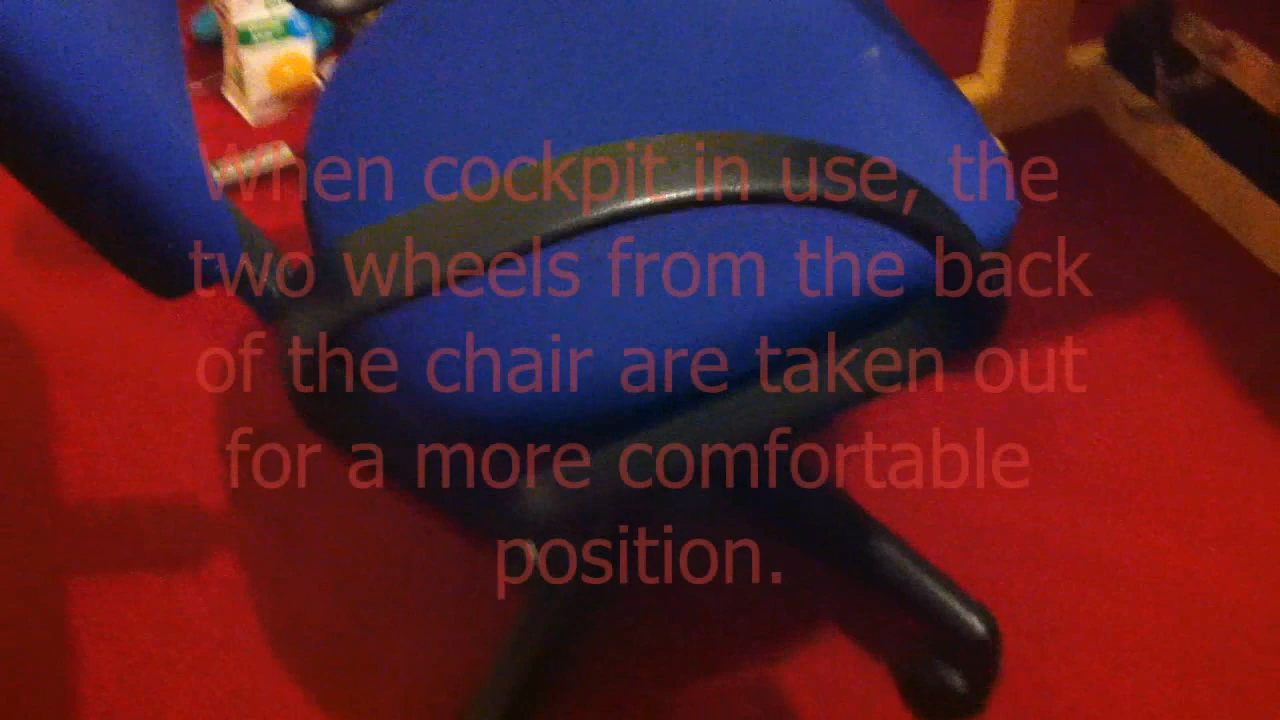 When cockpit in use, the
two wheels from the back
of the chair are taken out
for a more comfortable
position.